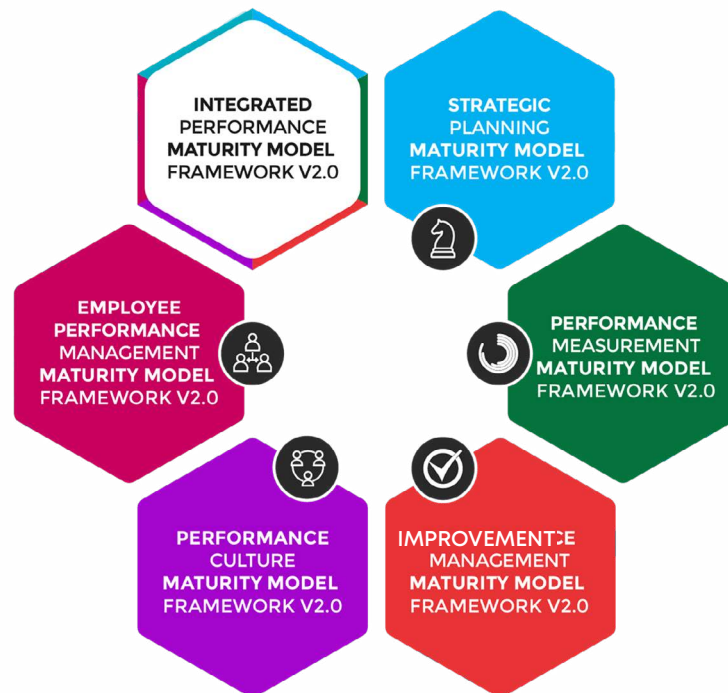 INTEGRATED
PERFORMANCE
MATURITY MODEL
FRAMEWORK V2.0
STRATEGIC
PLANNING
MATURITY MODEL
FRAMEWORK V2.0
EMPLOYEE
PERFORMANCE
MANAGEMENT
MATURITY MODEL
FRAMEWORK V2.0
PERFORMANCE
MEASUREMENT
MATURITY MODEL
FRAMEWORK V2.0
PERFORMANCE
CULTURE
MATURITY MODEL
FRAMEWORK V2.0
IMPROVEMENT
MANAGEMENT
MATURITY MODEL
FRAMEWORK V2.0